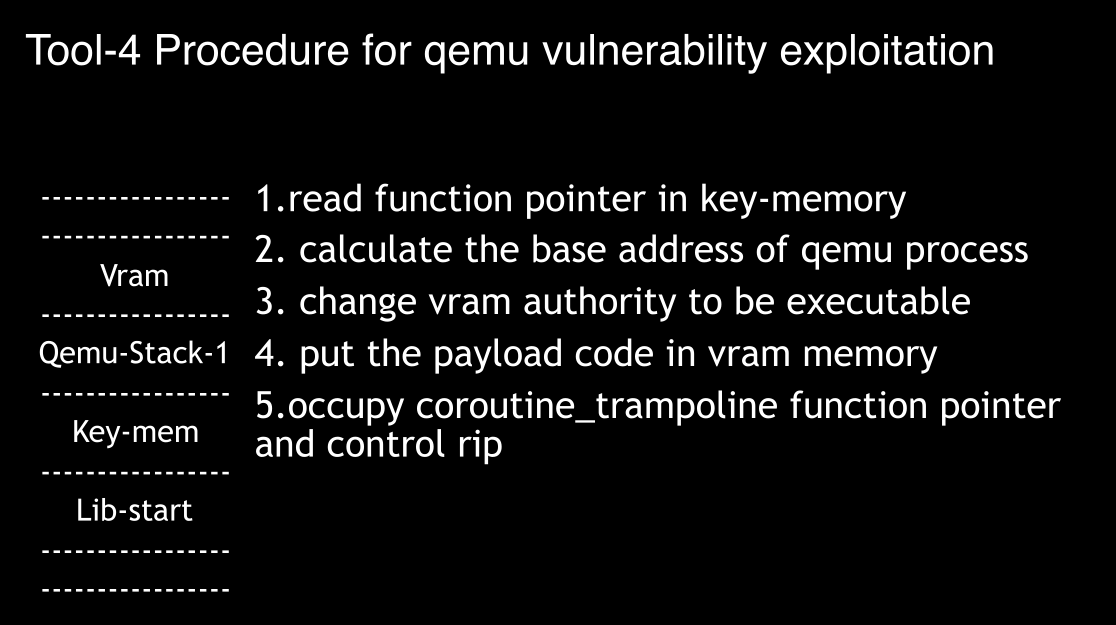 Tool-4 Procedure for qemu vulnerability exploitation
-----------------
-----------------
Vram
-----------------
Qemu-Stack-1
-----------------
Key-mem
-----------------
Lib-start
-----------------
-----------------
1.read function pointer in key-memory
2. calculate the base address of qemu process
3. change vram authority to be executable
4. put the payload code in vram memory
5.occupy coroutine_trampoline function pointer
and control rip